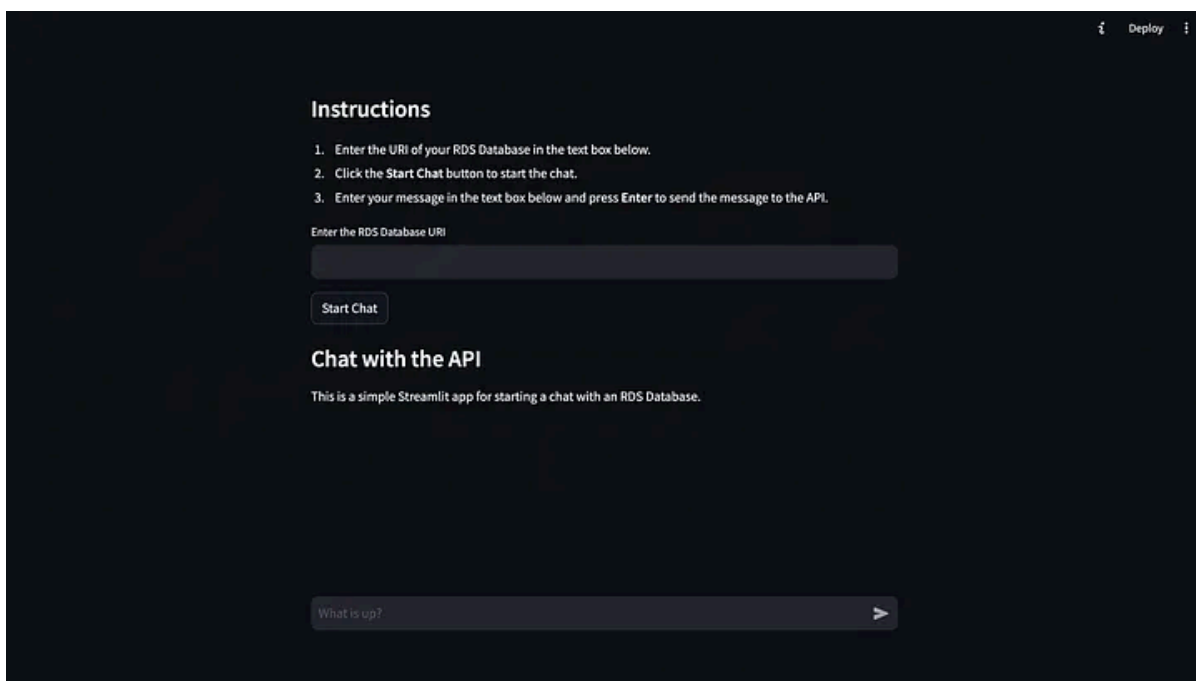 Deploy
Instructions
1. Enter the URI of your RDS Database in the text box below.
2. Click the Start Chat button to start the chat.
3. Enter your message in the text box below and press Enter to send the message to the API.
Enter the RDS Database URI
Start Chat
Chat with the API
This is a simple Streamlit app for starting a chat with an RDS Database.
What is up?